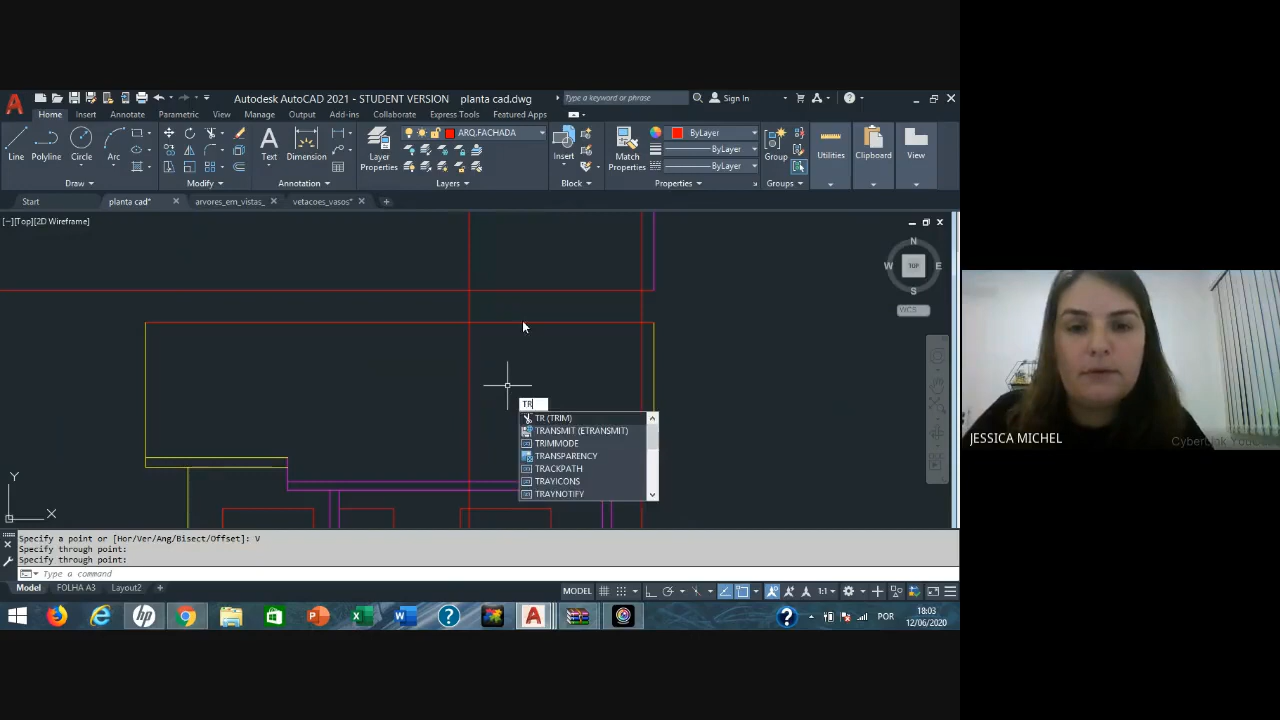 Autodesk AutoCAD 2021 - STUDENT VERSION planta cad.dwg
Type a keyword or phrase
Sign In
Home Insert Annotate Parametric View Manage Output Add-ins Collaborate Express Tools Featured Apps
Line Polyline Circle Arc
Text Dimension
Layer Properties
ARQ.FACHADA
Insert
Match Properties
ByLayer
ByLayer
ByLayer
Group
Utilities
Clipboard
View
Draw
Modify
Annotation
Layers
Block
Properties
Groups
Start
planta cad*
arvores_em_vistas_
vetacoes_vasos*
[−][Top][2D Wireframe]
N
W TOP E
S
WCS
TR
TR (TRIM)
TRANSMIT (ETRANSMIT)
TRIMMODE
TRANSPARENCY
TRACKPATH
TRAYICONS
TRAYNOTIFY
Y
X
Specify a point or [Hor/Ver/Ang/Bisect/Offset]: V
Specify through point:
Specify through point:
Type a command
Model FOLHA A3 Layout2
MODEL
1:1
POR
18:03
12/06/2020
JESSICA MICHEL